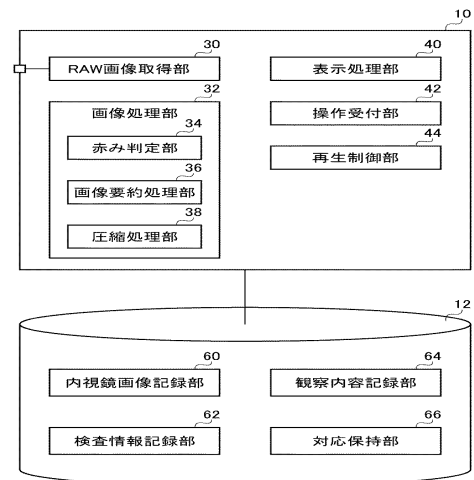 10
30
RAW画像取得部
40
表示処理部
32
画像処理部
42
操作受付部
34
赤み判定部
44
再生制御部
36
画像要約処理部
38
圧縮処理部
12
60
内視鏡画像記録部
64
観察内容記録部
62
検査情報記録部
66
対応保持部